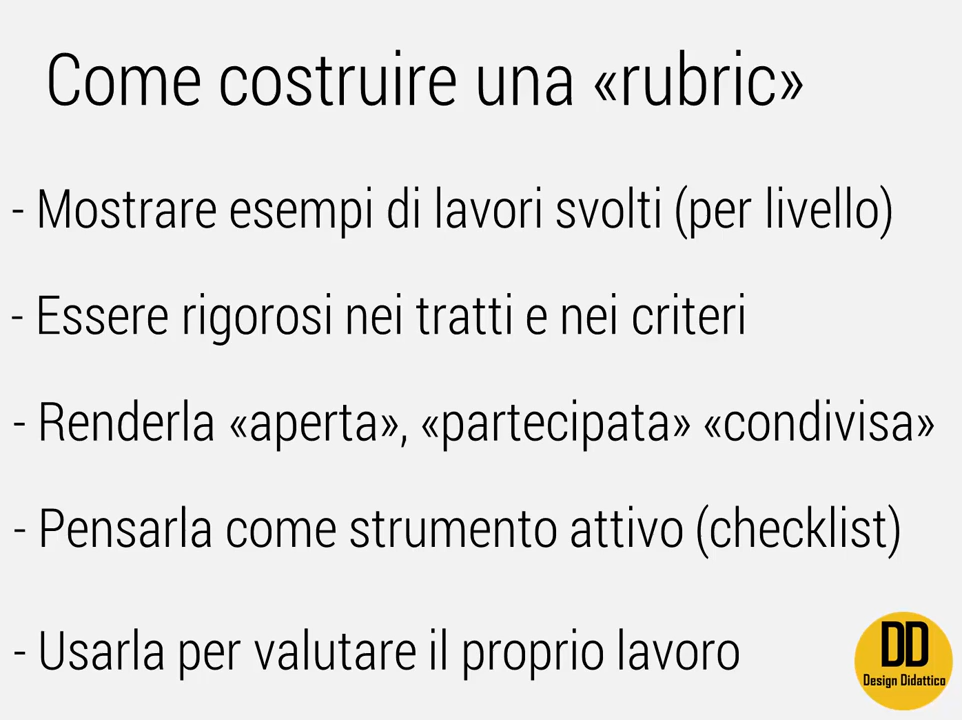 Come costruire una «rubric»
- Mostrare esempi di lavori svolti (per livello)
- Essere rigorosi nei tratti e nei criteri
- Renderla «aperta», «partecipata» «condivisa»
- Pensarla come strumento attivo (checklist)
- Usarla per valutare il proprio lavoro
DD
Design Didattico